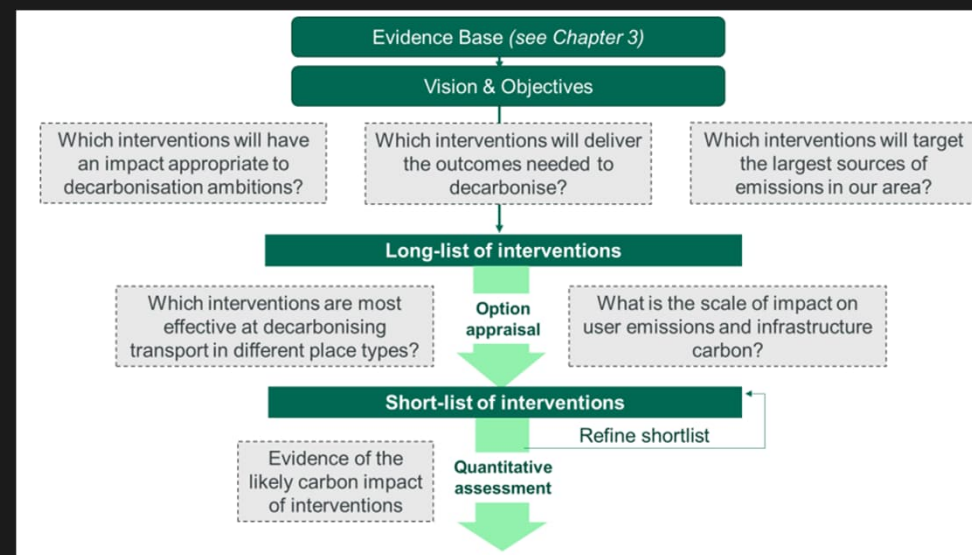 Evidence Base (see Chapter 3)
Vision & Objectives
Which interventions will have
an impact appropriate to
decarbonisation ambitions?
Which interventions will deliver
the outcomes needed to
decarbonise?
Which interventions will target
the largest sources of
emissions in our area?
Long-list of interventions
Which interventions are most
effective at decarbonising
transport in different place types?
Option
appraisal
What is the scale of impact on
user emissions and infrastructure
carbon?
Short-list of interventions
Refine shortlist
Evidence of the
likely carbon impact
of interventions
Quantitative
assessment